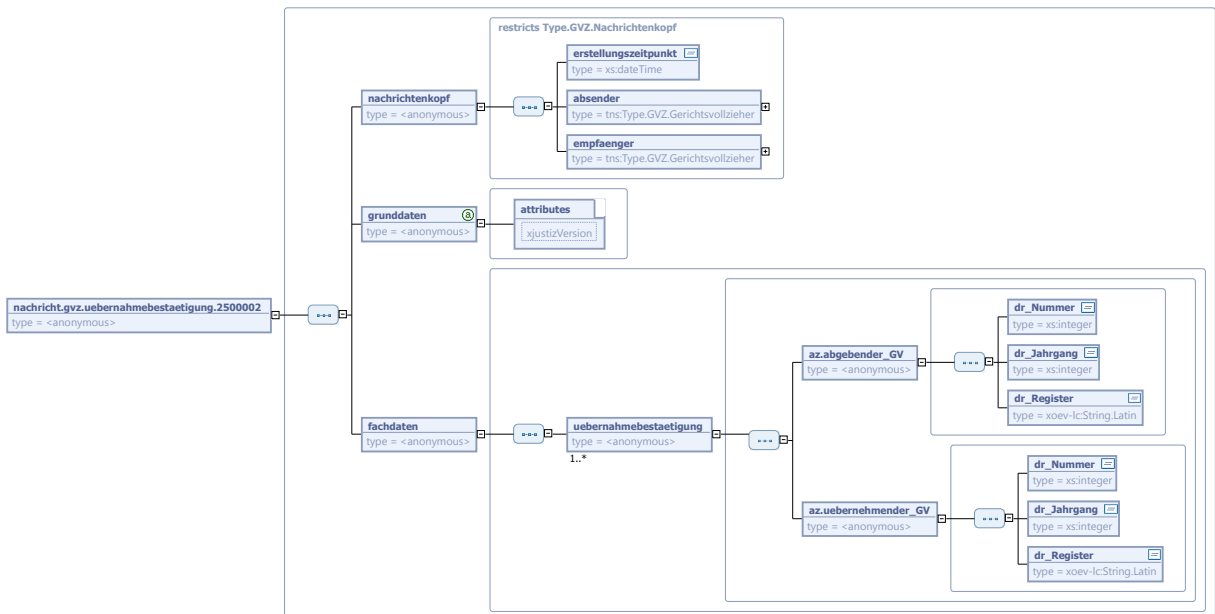 restricts Type.GVZ.Nachrichtenkopf
erstellungszeitpunkt
type = xs:dateTime
nachrichtenkopf
type = <anonymous>
absender
type = tns:Type.GVZ.Gerichtsvollzieher
empfaenger
type = tns:Type.GVZ.Gerichtsvollzieher
grunddaten
type = <anonymous>
attributes
xjustizVersion
nachricht.gvz.uebernahmebestaetigung.2500002
type = <anonymous>
fachdaten
type = <anonymous>
uebernahmebestaetigung
type = <anonymous>
1..*
az.abgebender_GV
type = <anonymous>
dr_Nummer
type = xs:integer
dr_Jahrgang
type = xs:integer
dr_Register
type = xoev-lc:String.Latin
az.uebernehmender_GV
type = <anonymous>
dr_Nummer
type = xs:integer
dr_Jahrgang
type = xs:integer
dr_Register
type = xoev-lc:String.Latin